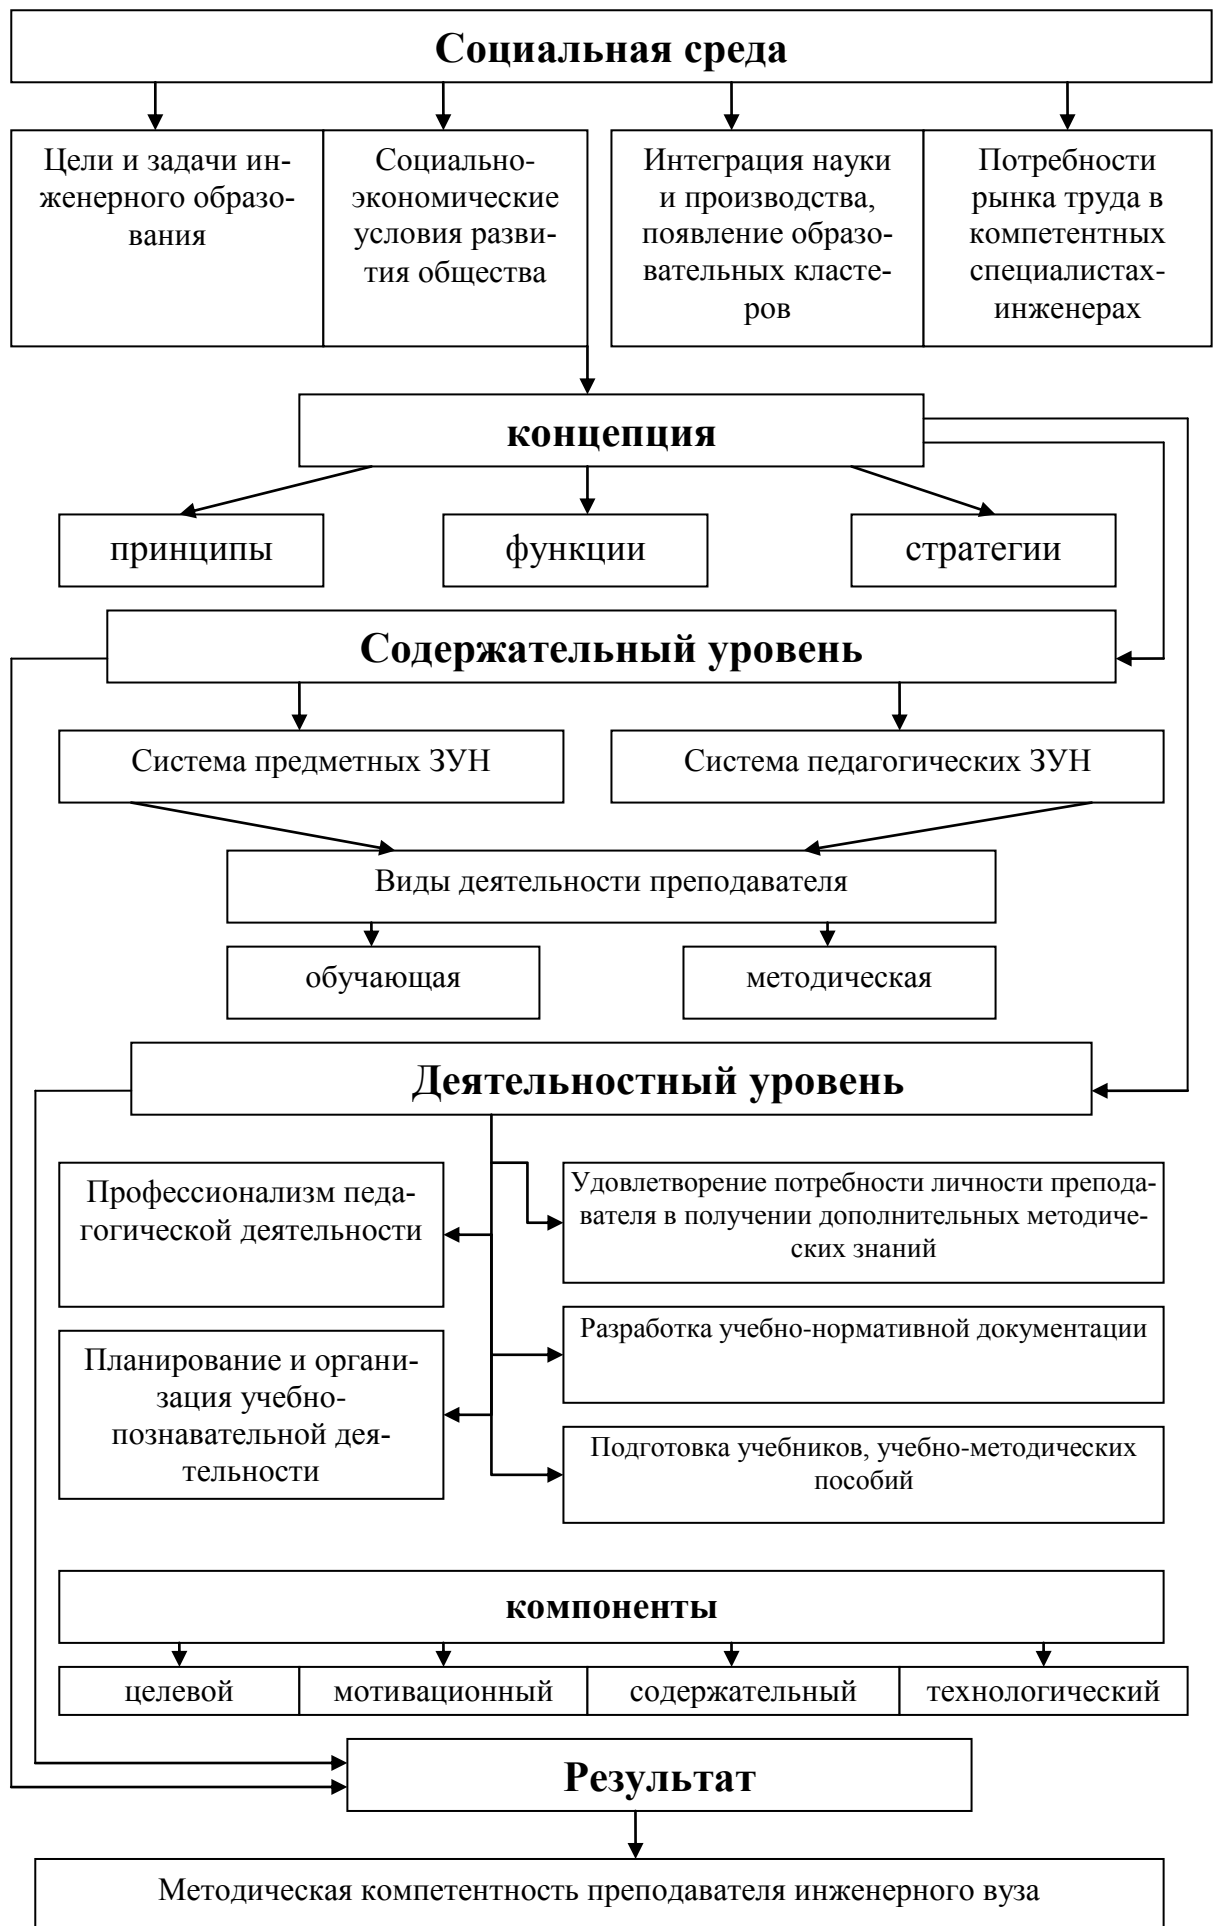 Социальная среда
Цели и задачи ин-
женерного образо-
вания
Социально-
экономические
условия разви-
тия общества
Интеграция науки
и производства,
появление образо-
вательных класте-
ров
Потребности
рынка труда в
компетентных
специалистах-
инженерах
концепция
принципы
функции
стратегии
Содержательный уровень
Система предметных ЗУН
Система педагогических ЗУН
Виды деятельности преподавателя
обучающая
методическая
Деятельностный уровень
Профессионализм педа-
гогической деятельности
Удовлетворение потребности личности препода-
вателя в получении дополнительных методиче-
ских знаний
Планирование и органи-
зация учебно-
познавательной дея-
тельности
Разработка учебно-нормативной документации
Подготовка учебников, учебно-методических
пособий
компоненты
целевой
мотивационный
содержательный
технологический
Результат
Методическая компетентность преподавателя инженерного вуза